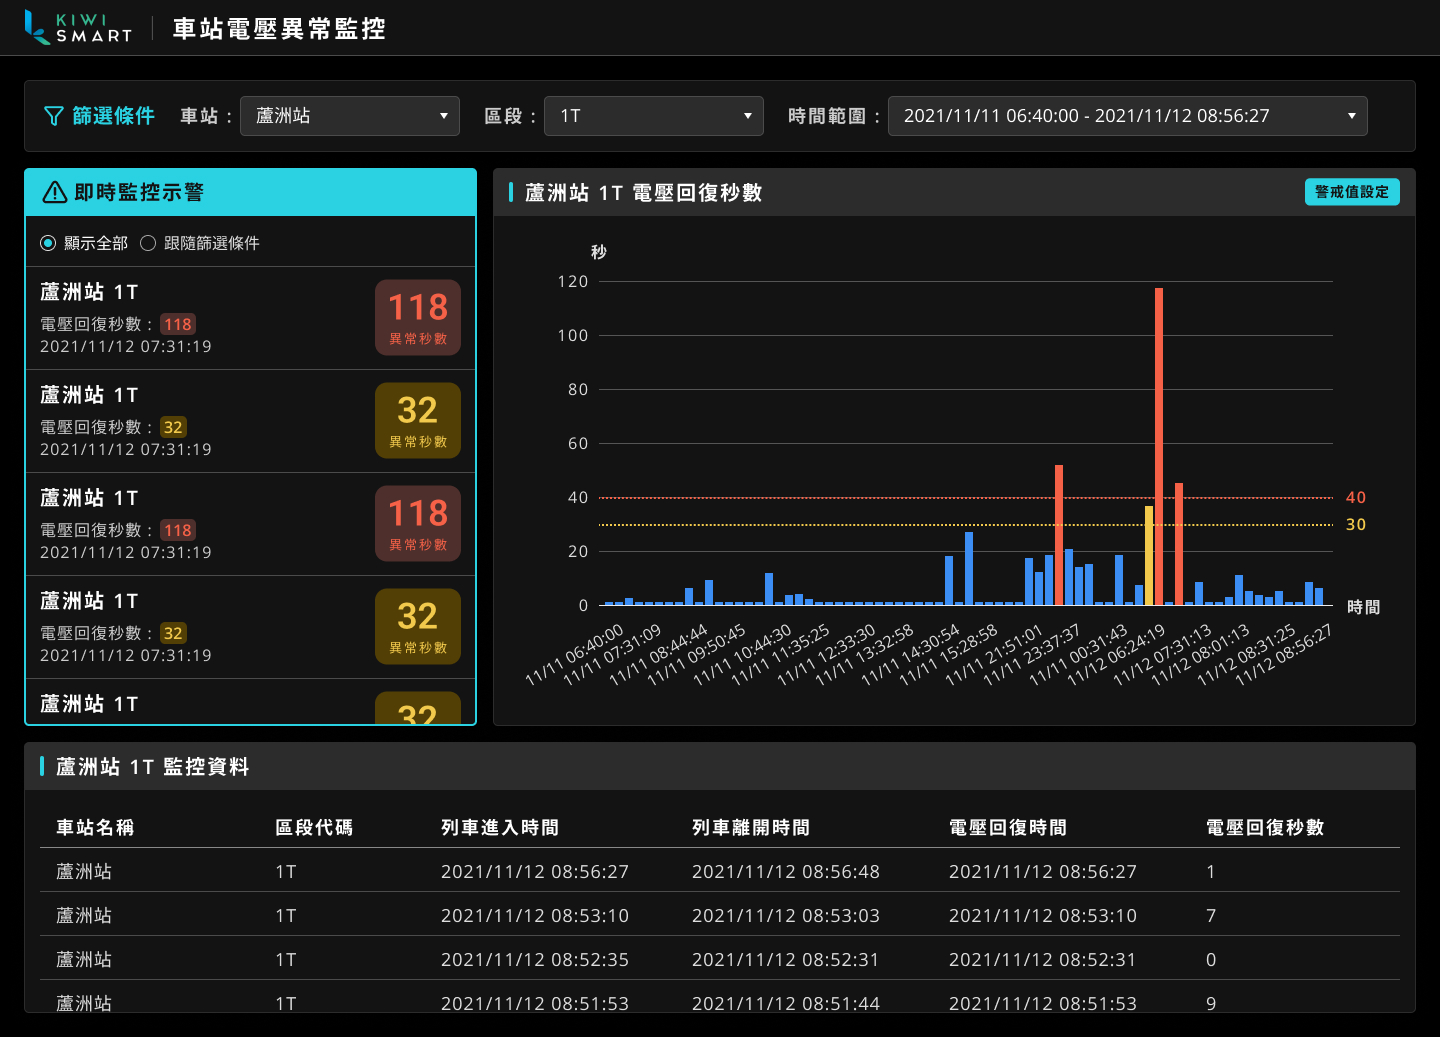 KIWI SMART 車站電壓異常監控
篩選條件 車站 : 蘆洲站 區段 : 1T 時間範圍 : 2021/11/11 06:40:00 - 2021/11/12 08:56:27
即時監控示警
顯示全部 跟隨篩選條件
蘆洲站 1T
電壓回復秒數 : 118
2021/11/12 07:31:19
118
異常秒數
蘆洲站 1T
電壓回復秒數 : 32
2021/11/12 07:31:19
32
異常秒數
蘆洲站 1T
電壓回復秒數 : 118
2021/11/12 07:31:19
118
異常秒數
蘆洲站 1T
電壓回復秒數 : 32
2021/11/12 07:31:19
32
異常秒數
蘆洲站 1T
32
蘆洲站 1T 電壓回復秒數
警戒值設定
秒
120
100
80
60
40
20
0
40
30
時間
11/11 06:40:00
11/11 07:31:09
11/11 08:44:44
11/11 09:50:45
11/11 10:44:30
11/11 11:35:25
11/11 12:33:30
11/11 13:32:58
11/11 14:30:54
11/11 15:28:58
11/11 21:51:01
11/11 23:37:37
11/11 00:31:43
11/12 06:24:19
11/12 07:31:13
11/12 08:01:13
11/12 08:31:25
11/12 08:56:27
蘆洲站 1T 監控資料
車站名稱 區段代碼 列車進入時間 列車離開時間 電壓回復時間 電壓回復秒數
蘆洲站 1T 2021/11/12 08:56:27 2021/11/12 08:56:48 2021/11/12 08:56:27 1
蘆洲站 1T 2021/11/12 08:53:10 2021/11/12 08:53:03 2021/11/12 08:53:10 7
蘆洲站 1T 2021/11/12 08:52:35 2021/11/12 08:52:31 2021/11/12 08:52:31 0
蘆洲站 1T 2021/11/12 08:51:53 2021/11/12 08:51:44 2021/11/12 08:51:53 9